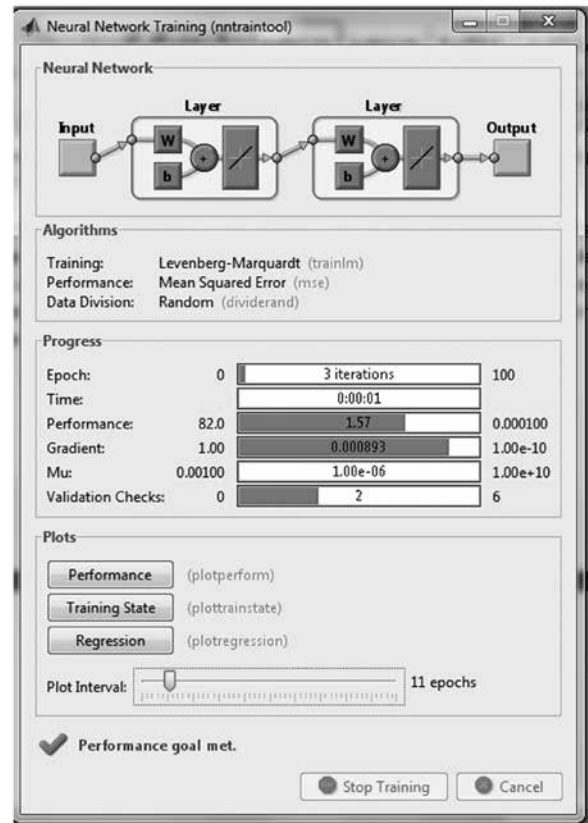 Neural Network Training (nntraintool)
Neural Network
Layer Layer
Input Output
W W
+ +
b b
Algorithms
Training: Levenberg-Marquardt (trainlm)
Performance: Mean Squared Error (mse)
Data Division: Random (dividerand)
Progress
Epoch: 0 3 iterations 100
Time: 0:00:01
Performance: 82.0 1.57 0.000100
Gradient: 1.00 0.000893 1.00e-10
Mu: 0.00100 1.00e-06 1.00e+10
Validation Checks: 0 2 6
Plots
Performance (plotperform)
Training State (plottrainstate)
Regression (plotregression)
Plot Interval: 11 epochs
Performance goal met.
Stop Training Cancel